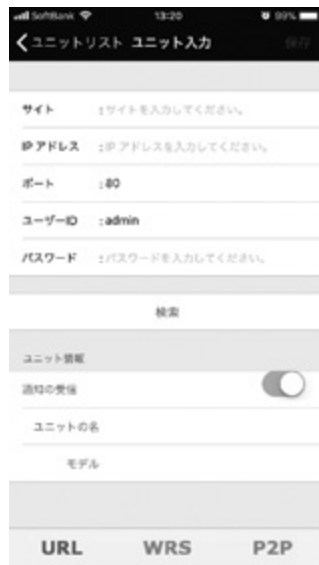 SoftBank 13:20 99%
ユニットリスト ユニット入力 保存
サイト :サイトを入力してください。
IPアドレス :IPアドレスを入力してください。
ポート :80
ユーザーID :admin
パスワード :パスワードを入力してください。
検索
ユニット情報
通知の受信
ユニットの名
モデル
URL WRS P2P